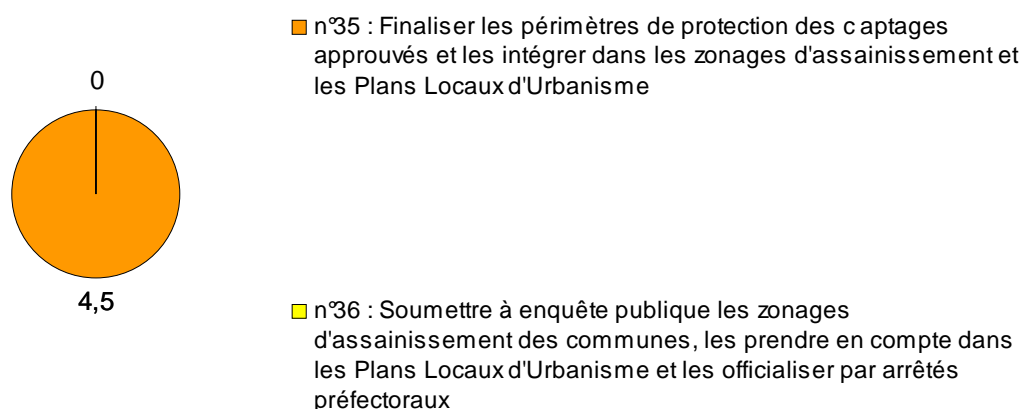 n°35 : Finaliser les périmètres de protection des c aptages
approuvés et les intégrer dans les zonages d'assainissement et
les Plans Locaux d'Urbanisme
0
4,5
n°36 : Soumettre à enquête publique les zonages
d'assainissement des communes, les prendre en compte dans
les Plans Locaux d'Urbanisme et les officialiser par arrêtés
préfectoraux